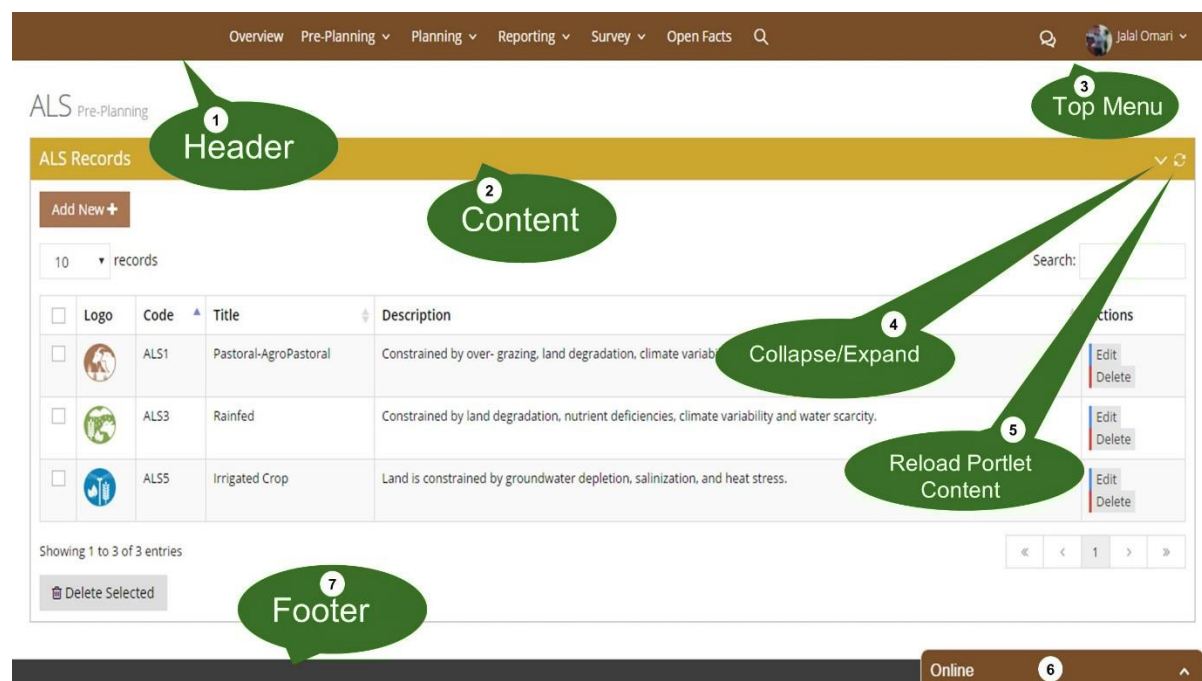 Overview Pre-Planning Planning Reporting Survey Open Facts Jalal Omari
3
Top Menu
ALS Pre-Planning
1
Header
ALS Records
2
Content
Add New
10 records Search:
Logo Code Title Description ctions
4
Collapse/Expand
ALS1 Pastoral-AgroPastoral Constrained by over- grazing, land degradation, climate Edit
Delete
ALS3 Rainfed Constrained by land degradation, nutrient deficiencies, climate variability and water scarcity. Edit
Delete
5
Reload Portlet
Content
ALS5 Irrigated Crop Land is constrained by groundwater depletion, salinization, and heat stress. Edit
Delete
Showing 1 to 3 of 3 entries « < 1 > »
Delete Selected
7
Footer
Online 6